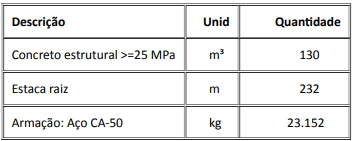 Descrição Unid Quantidade
Concreto estrutural >=25 MPa m³ 130
Estaca raiz m 232
Armação: Aço CA-50 kg 23.152